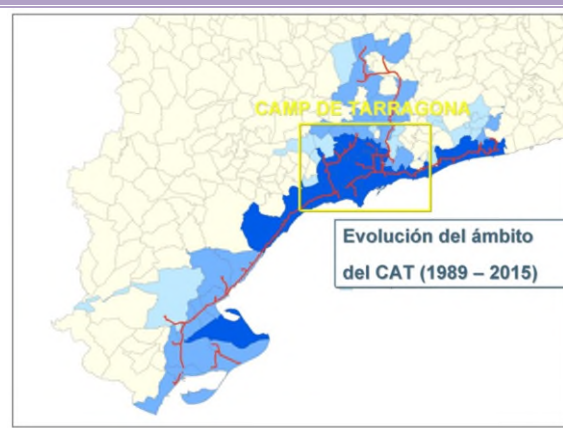 CAMP DE TARRAGONA
Evolución del ámbito
del CAT (1989 – 2015)